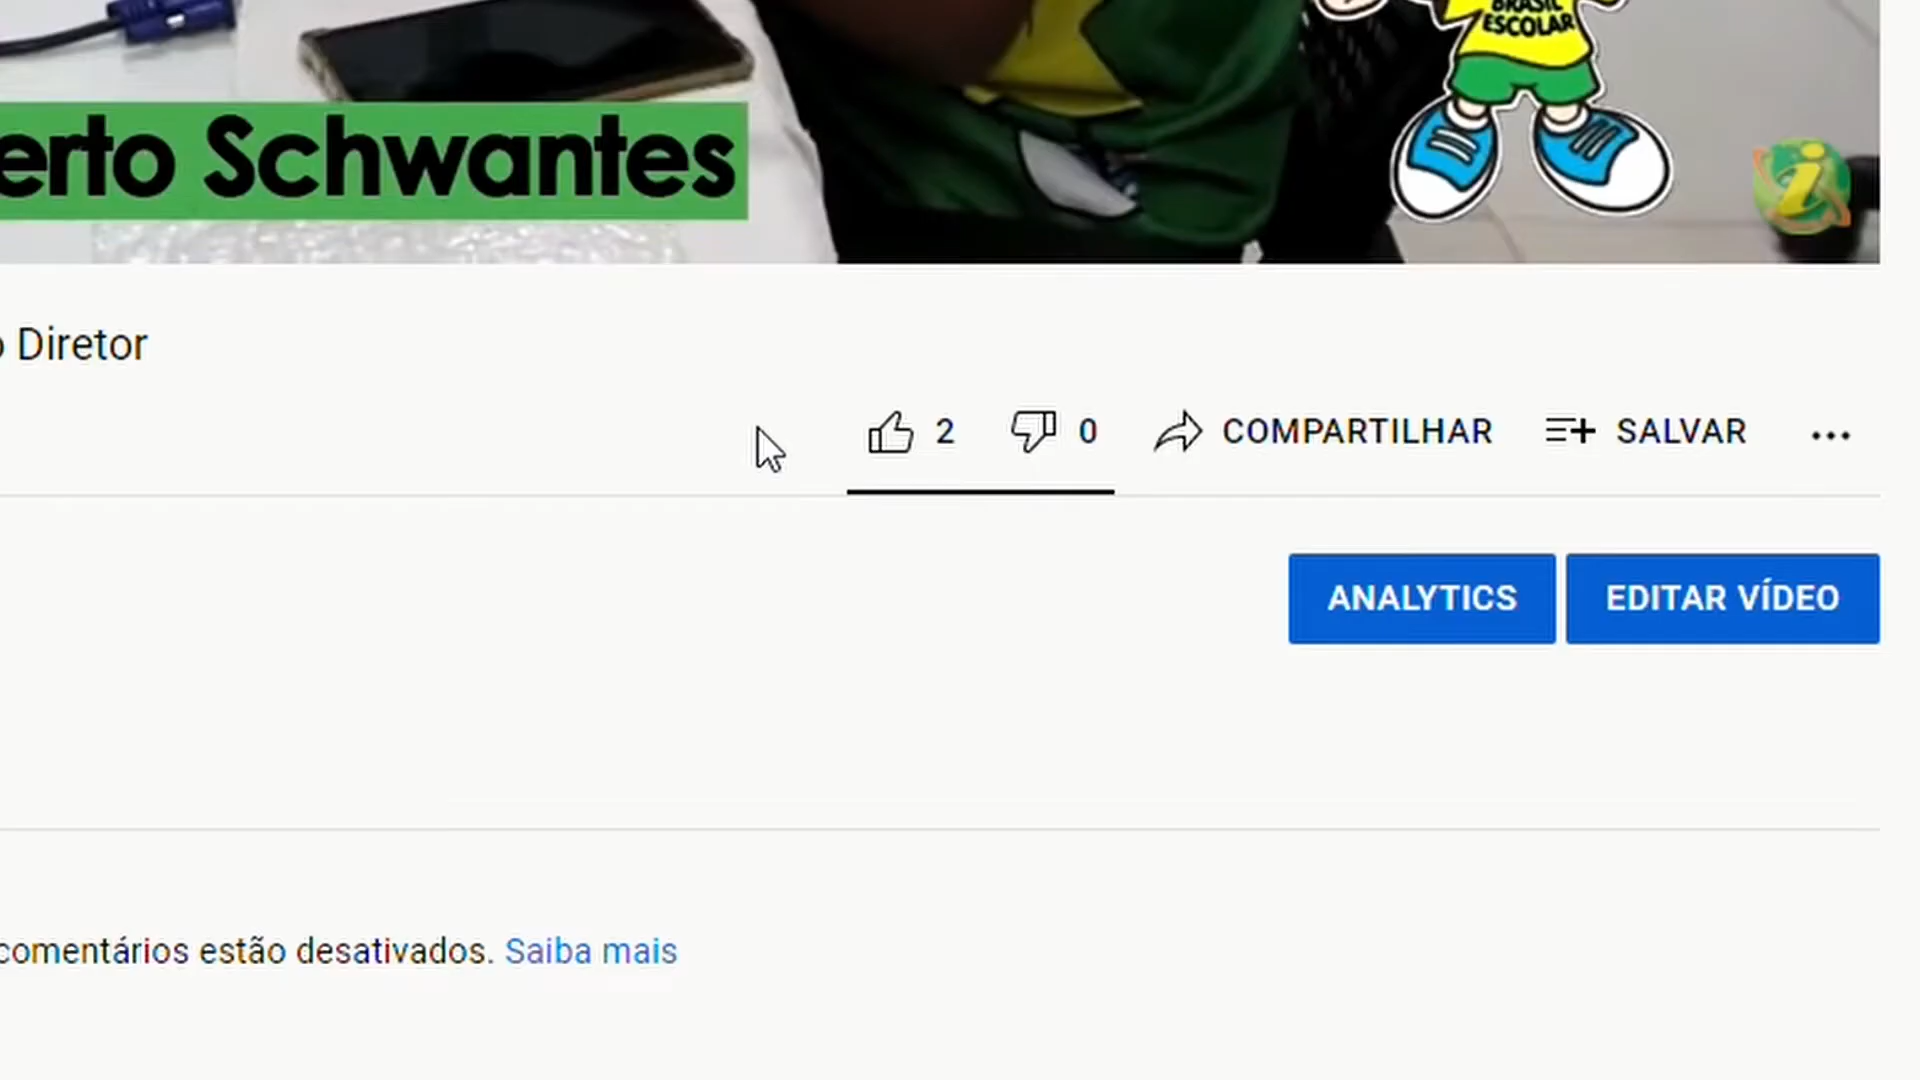 BRASIL
ESCOLAR
erto Schwantes
i
o Diretor
2 0 COMPARTILHAR SALVAR ...
ANALYTICS EDITAR VÍDEO
comentários estão desativados. Saiba mais